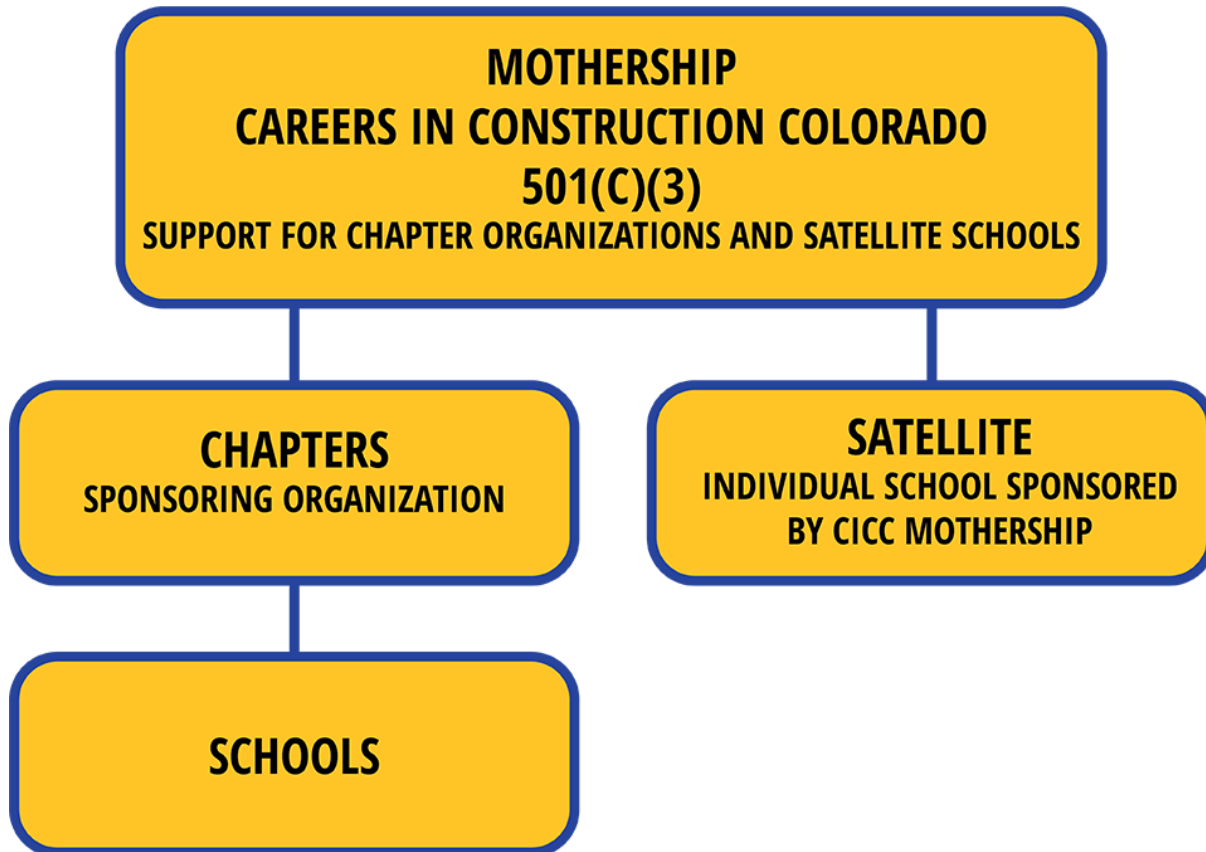 MOTHERSHIP
CAREERS IN CONSTRUCTION COLORADO
501(C)(3)
SUPPORT FOR CHAPTER ORGANIZATIONS AND SATELLITE SCHOOLS
CHAPTERS
SPONSORING ORGANIZATION
SATELLITE
INDIVIDUAL SCHOOL SPONSORED
BY CICC MOTHERSHIP
SCHOOLS